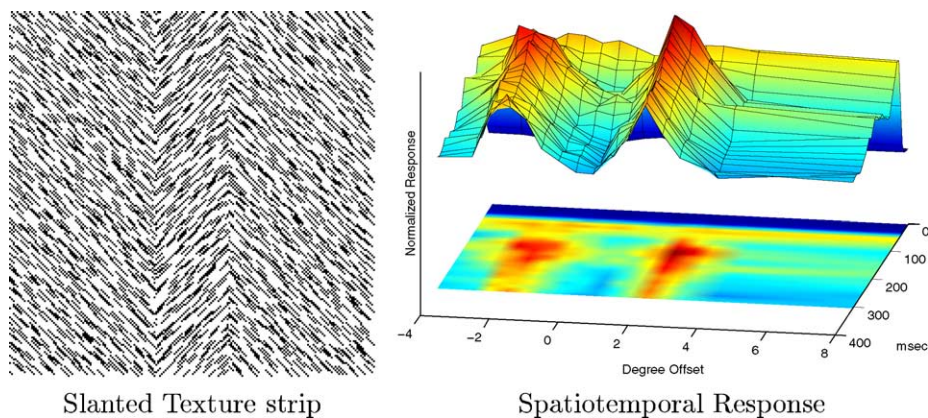 Normalized Response
0
100
200
300
400
msec
−4
−2
0
2
4
6
8
Degree Offset
Slanted Texture strip
Spatiotemporal Response